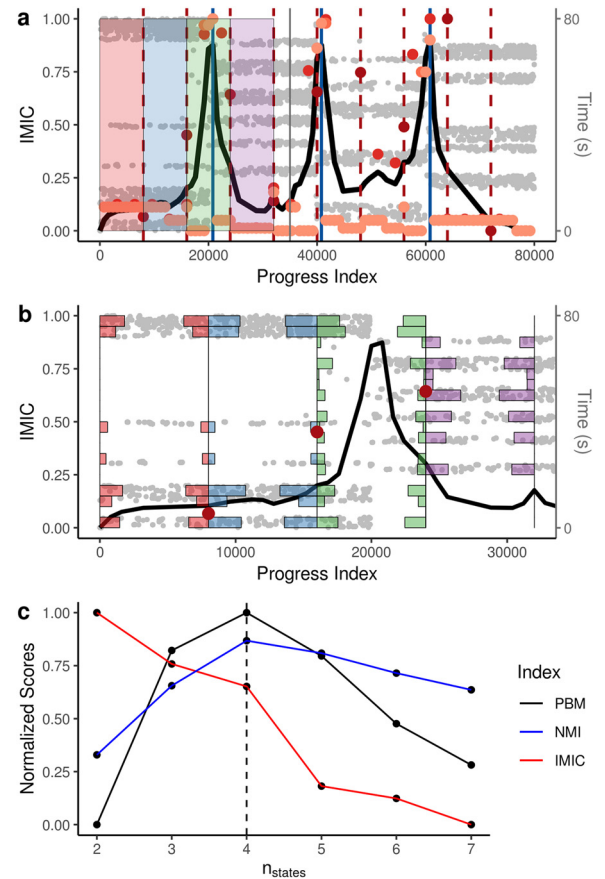 a
1.00
0.75
0.50
0.25
0.00
IMIC
80
0
Time (s)
0
20000
40000
60000
80000
Progress Index
b
1.00
0.75
0.50
0.25
0.00
IMIC
80
0
Time (s)
0
10000
20000
30000
Progress Index
c
1.00
0.75
0.50
0.25
0.00
Normalized Scores
2
3
4
5
6
7
nstates
Index
PBM
NMI
IMIC